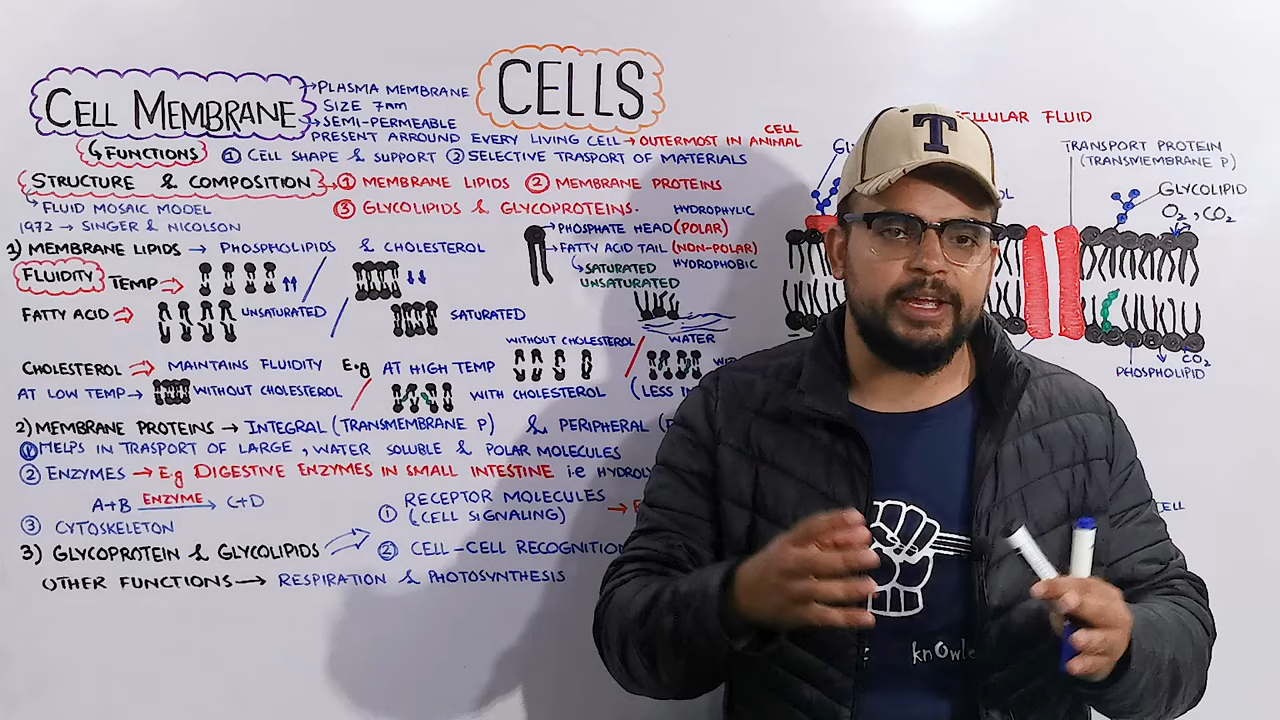 CELLS
CELL MEMBRANE
PLASMA MEMBRANE
SIZE 7nm
SEMI-PERMEABLE
PRESENT ARROUND EVERY LIVING CELL → OUTERMOST IN ANIMAL CELL
FUNCTIONS ① CELL SHAPE & SUPPORT ② SELECTIVE TRASPORT OF MATERIALS
STRUCTURE & COMPOSITION → ① MEMBRANE LIPIDS ② MEMBRANE PROTEINS
③ GLYCOLIPIDS & GLYCOPROTEINS.
FLUID MOSAIC MODEL
1972 → SINGER & NICOLSON
HYDROPHYLIC
PHOSPHATE HEAD (POLAR)
FATTY ACID TAIL (NON-POLAR)
HYDROPHOBIC
SATURATED
UNSATURATED
1) MEMBRANE LIPIDS → PHOSPHOLIPIDS & CHOLESTEROL
FLUIDITY TEMP ⇒ ↑↑ ↓↓
FATTY ACID ⇒ UNSATURATED SATURATED
WATER
CHOLESTEROL ⇒ MAINTAINS FLUIDITY E.g AT HIGH TEMP WITHOUT CHOLESTEROL
AT LOW TEMP → WITHOUT CHOLESTEROL WITH CHOLESTEROL (LESS
2) MEMBRANE PROTEINS → INTEGRAL (TRANSMEMBRANE P) & PERIPHERAL (
① HELPS IN TRASPORT OF LARGE, WATER SOLUBLE & POLAR MOLECULES
② ENZYMES → E.g DIGESTIVE ENZYMES IN SMALL INTESTINE i.e
A+B ENZYME → C+D
③ CYTOSKELETON
3) GLYCOPROTEIN & GLYCOLIPIDS
① RECEPTOR MOLECULES (CELL SIGNALING) →
② CELL-CELL RECOGNITIO
OTHER FUNCTIONS → RESPIRATION & PHOTOSYNTHESIS
FLUID
TRANSPORT PROTEIN
(TRANSMEMBRANE P)
GLYCOLIPID
O₂, CO₂
CO₂
PHOSPHOLIPID
T
knOwle